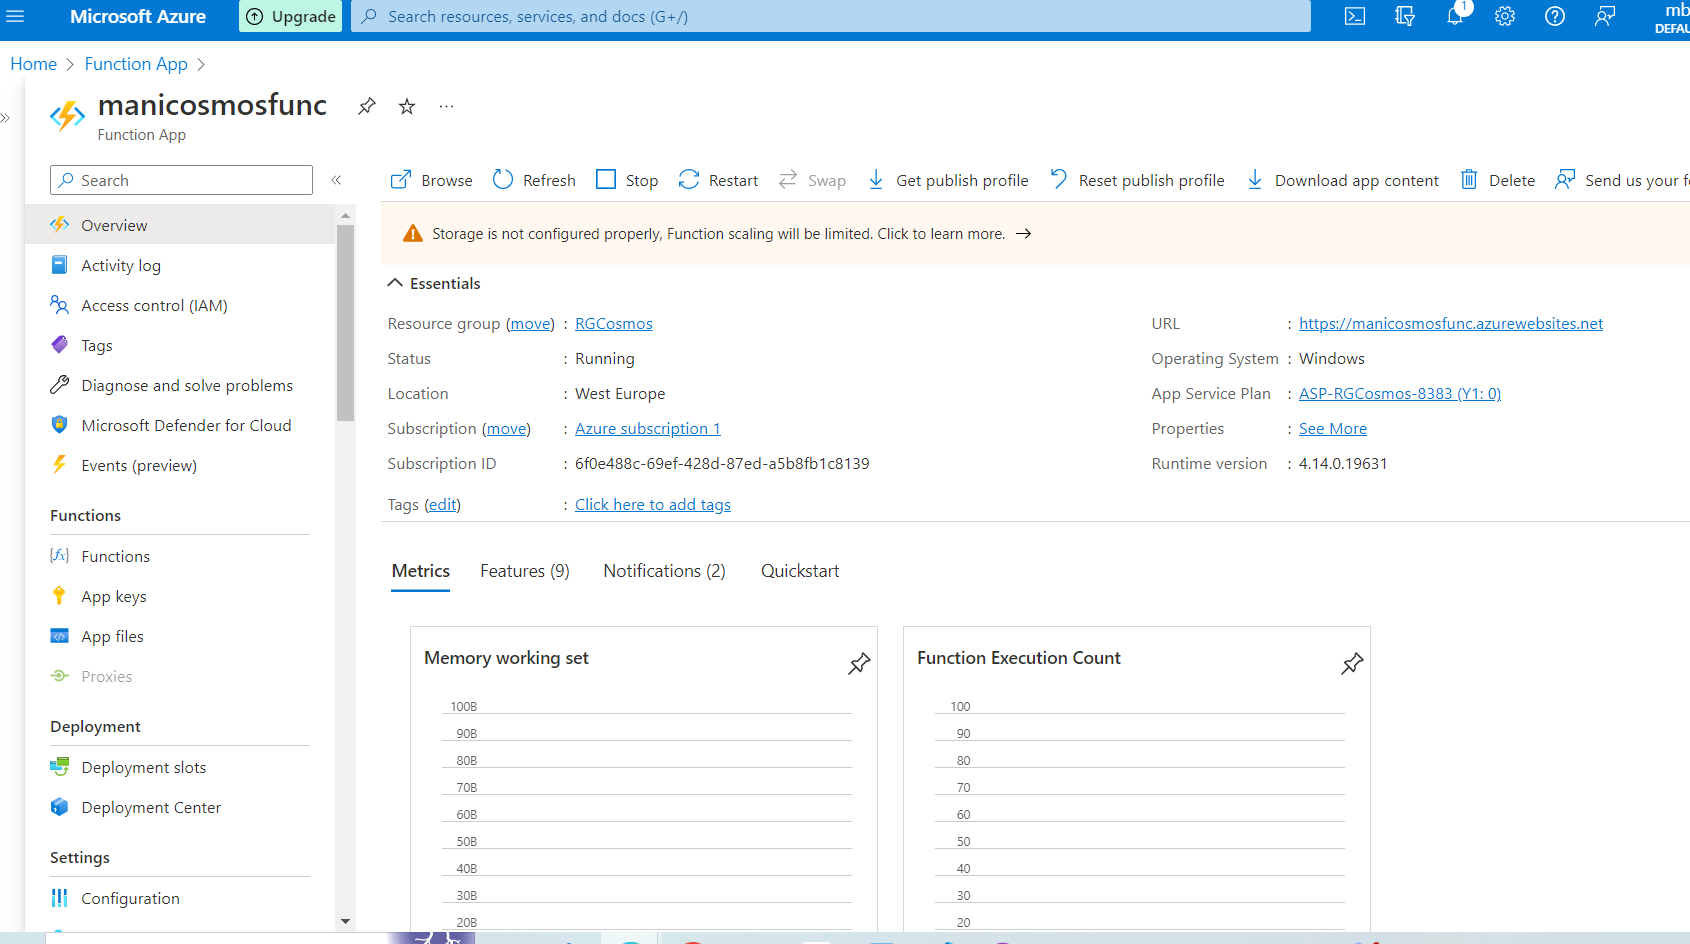 Microsoft Azure
Upgrade
Search resources, services, and docs (G+/)
1
mb
DEFAU
Home > Function App >
manicosmosfunc
Function App
Search
Browse Refresh Stop Restart Swap Get publish profile Reset publish profile Download app content Delete Send us your fe
Overview
Activity log
Access control (IAM)
Tags
Diagnose and solve problems
Microsoft Defender for Cloud
Events (preview)
Functions
Functions
App keys
App files
Proxies
Deployment
Deployment slots
Deployment Center
Settings
Configuration
Storage is not configured properly, Function scaling will be limited. Click to learn more. →
Essentials
Resource group (move) : RGCosmos
Status : Running
Location : West Europe
Subscription (move) : Azure subscription 1
Subscription ID : 6f0e488c-69ef-428d-87ed-a5b8fb1c8139
Tags (edit) : Click here to add tags
URL : https://manicosmosfunc.azurewebsites.net
Operating System : Windows
App Service Plan : ASP-RGCosmos-8383 (Y1: 0)
Properties : See More
Runtime version : 4.14.0.19631
Metrics Features (9) Notifications (2) Quickstart
Memory working set
100B
90B
80B
70B
60B
50B
40B
30B
20B
Function Execution Count
100
90
80
70
60
50
40
30
20